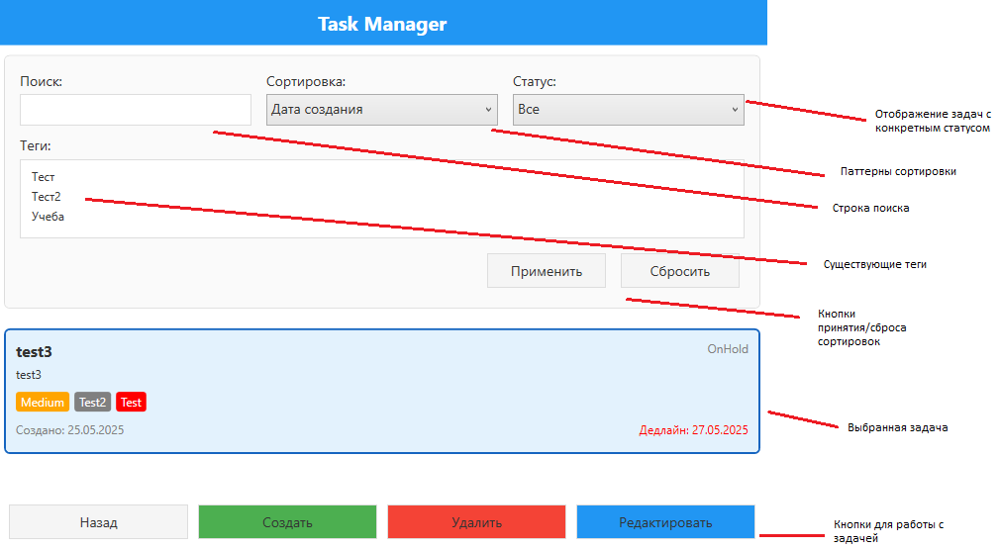 Task Manager
Поиск:
Сортировка:
Статус:
Дата создания
Все
Отображение задач с
конкретным статусом
Теги:
Паттерны сортировки
Тест
Тест2
Учеба
Строка поиска
Существующие теги
Применить
Сбросить
Кнопки
принятия/сброса
сортировок
test3
OnHold
test3
Medium
Test2
Test
Создано: 25.05.2025
Дедлайн: 27.05.2025
Выбранная задача
Назад
Создать
Удалить
Редактировать
Кнопки для работы с
задачей